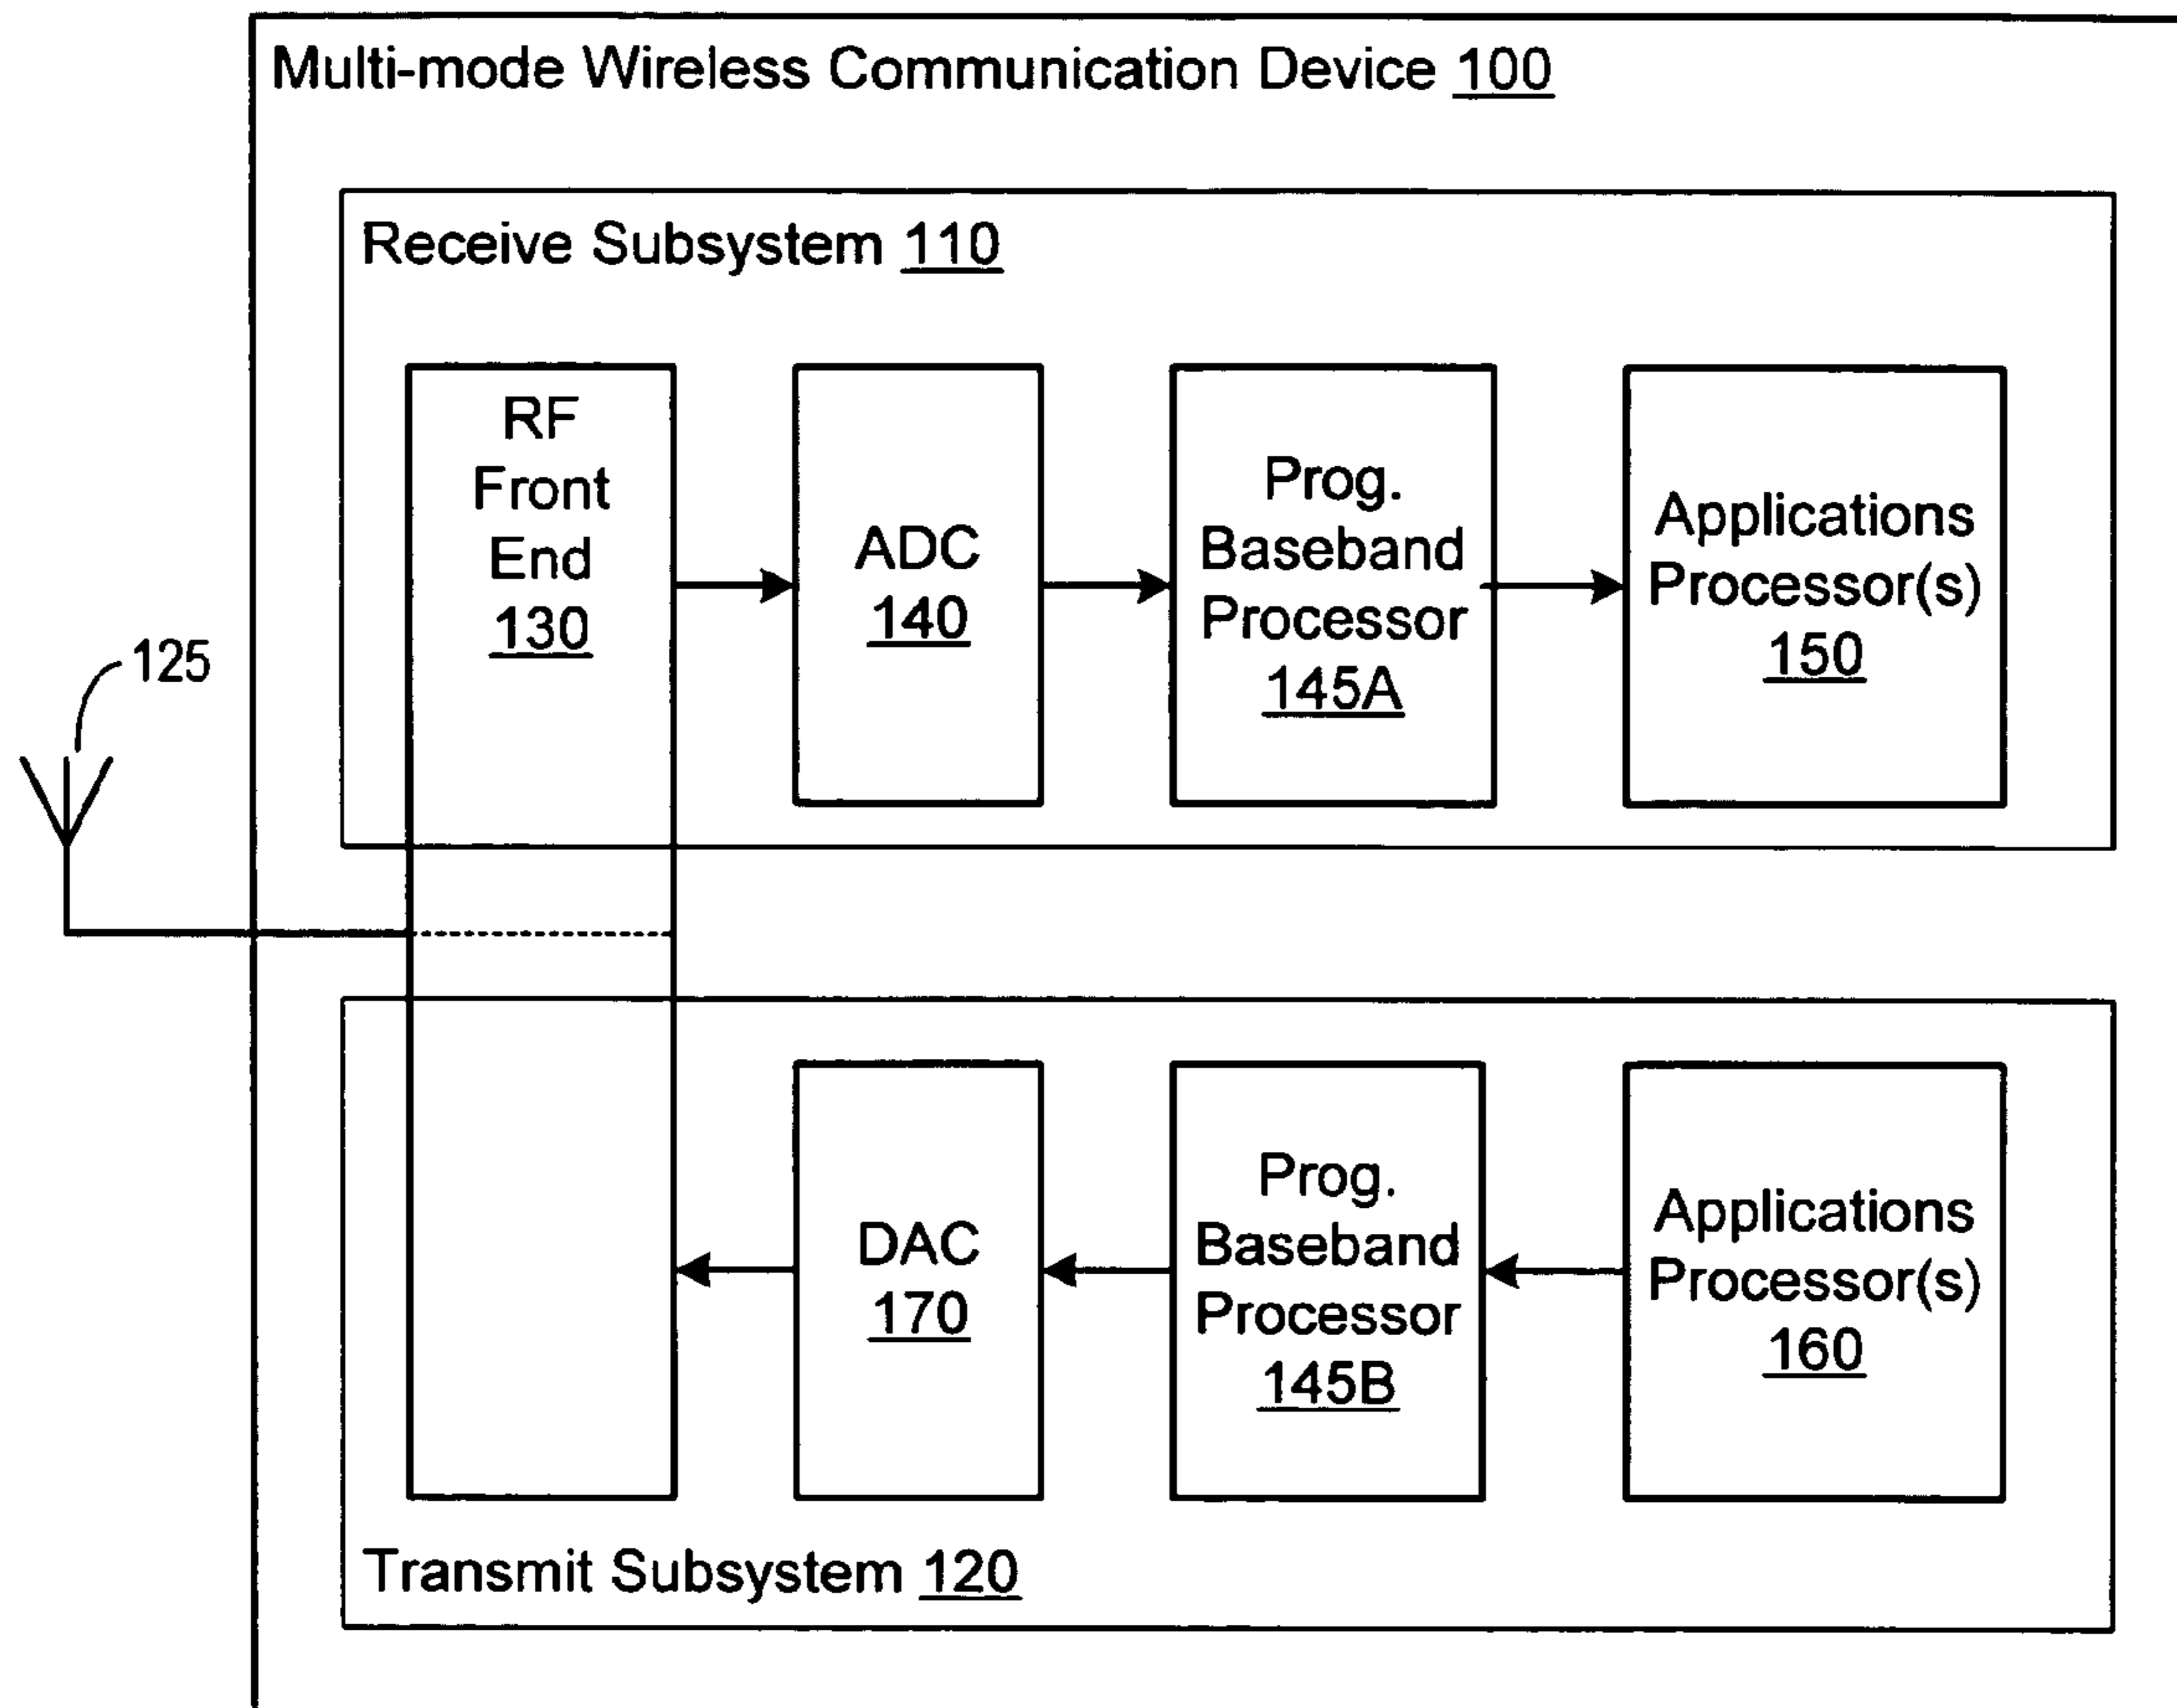 Multi-mode Wireless Communication Device 100
Receive Subsystem 110
RF
Front
End
130
ADC
140
Prog.
Baseband
Processor
145A
Applications
Processor(s)
150
125
DAC
170
Prog.
Baseband
Processor
145B
Applications
Processor(s)
160
Transmit Subsystem 120